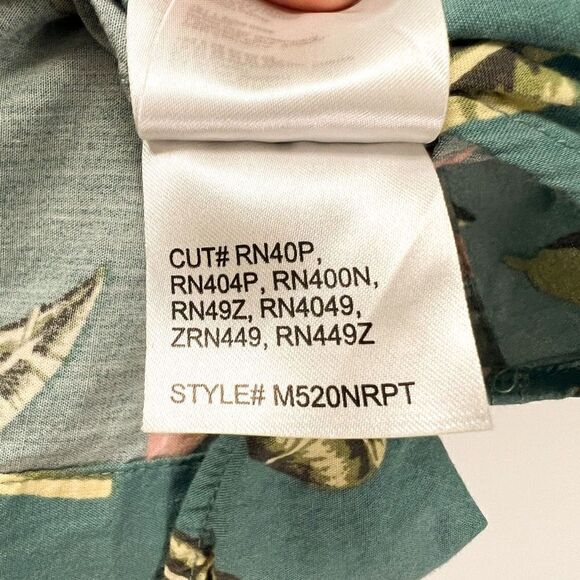 CUT# RN40P,
RN404P, RN400N,
RN49Z, RN4049,
ZRN449, RN449Z
STYLE# M520NRPT